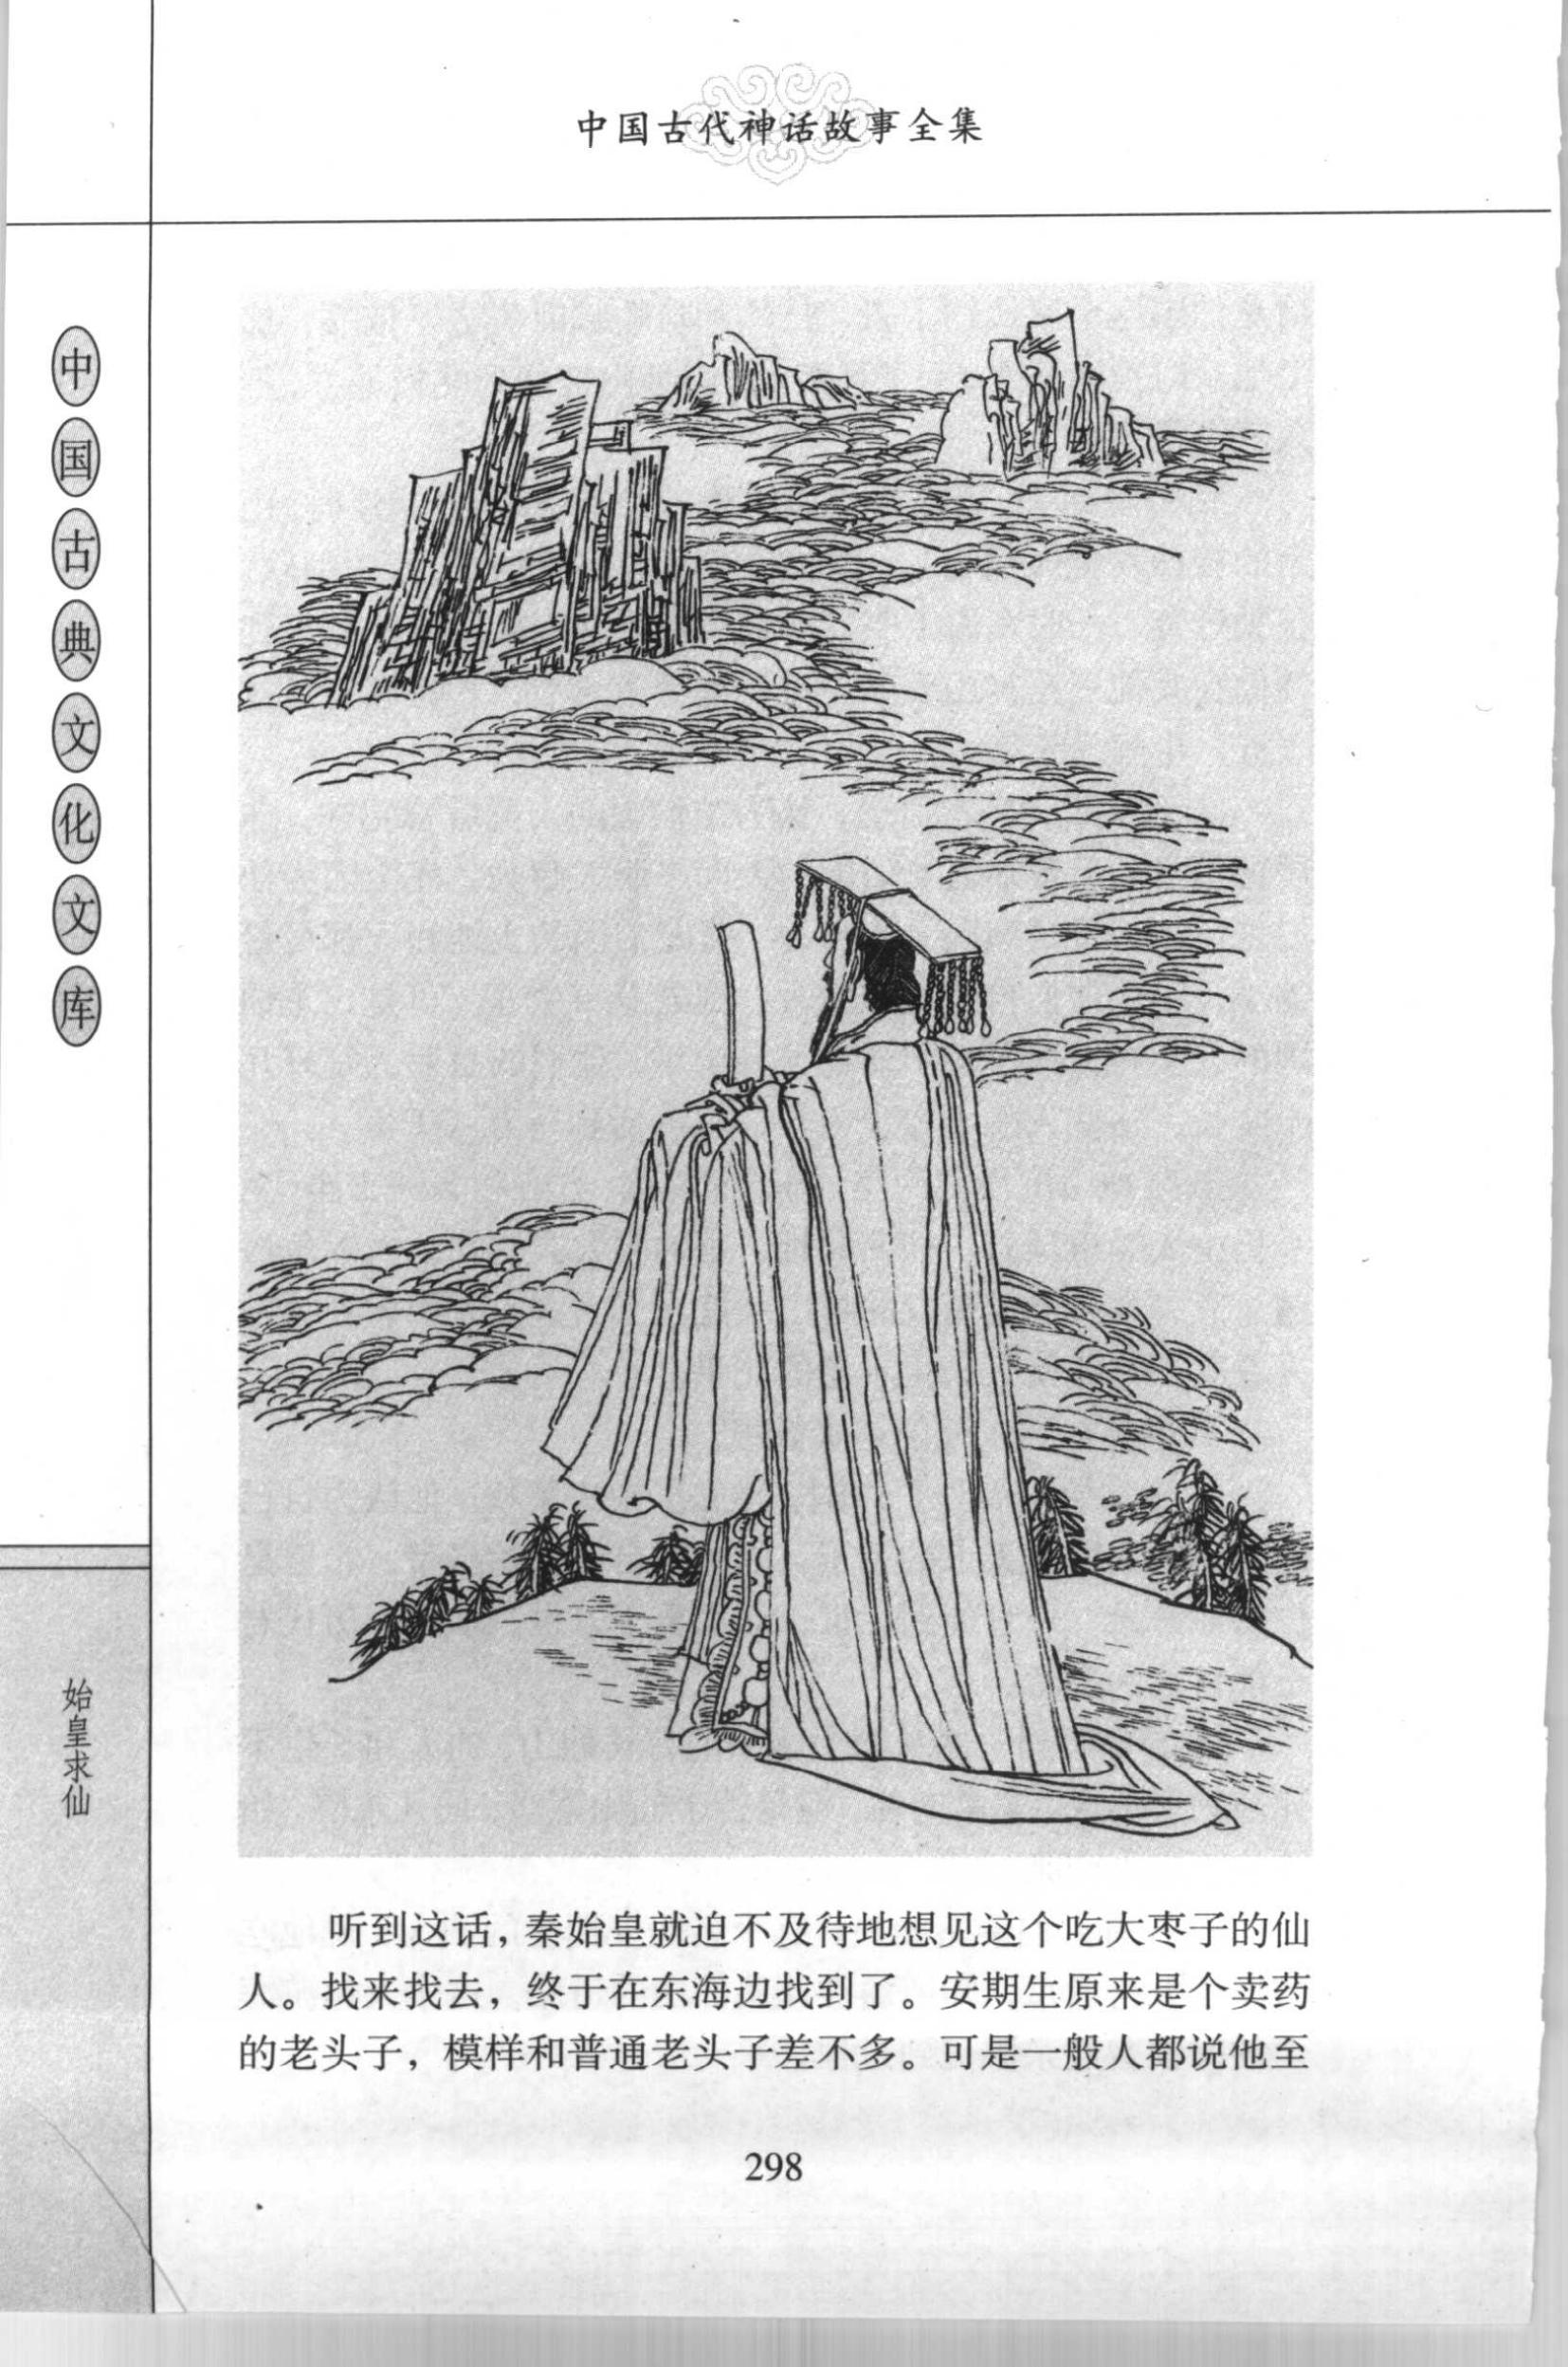 中国古代神话故事全集
中国古典文化文库
始皇求仙
听到这话，秦始皇就迫不及待地想见这个吃大枣子的仙
人。找来找去，终于在东海边找到了。安期生原来是个卖药
的老头子，模样和普通老头子差不多。可是一般人都说他至
298